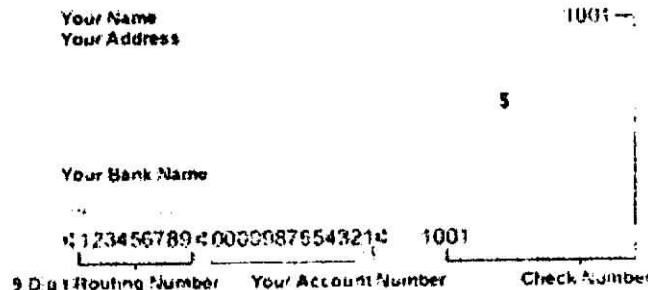 Your Name 1001
Your Address
$
Your Bank Name
⑆123456789⑆00000987654321⑆ 1001
9 Digit Routing Number Your Account Number Check Number